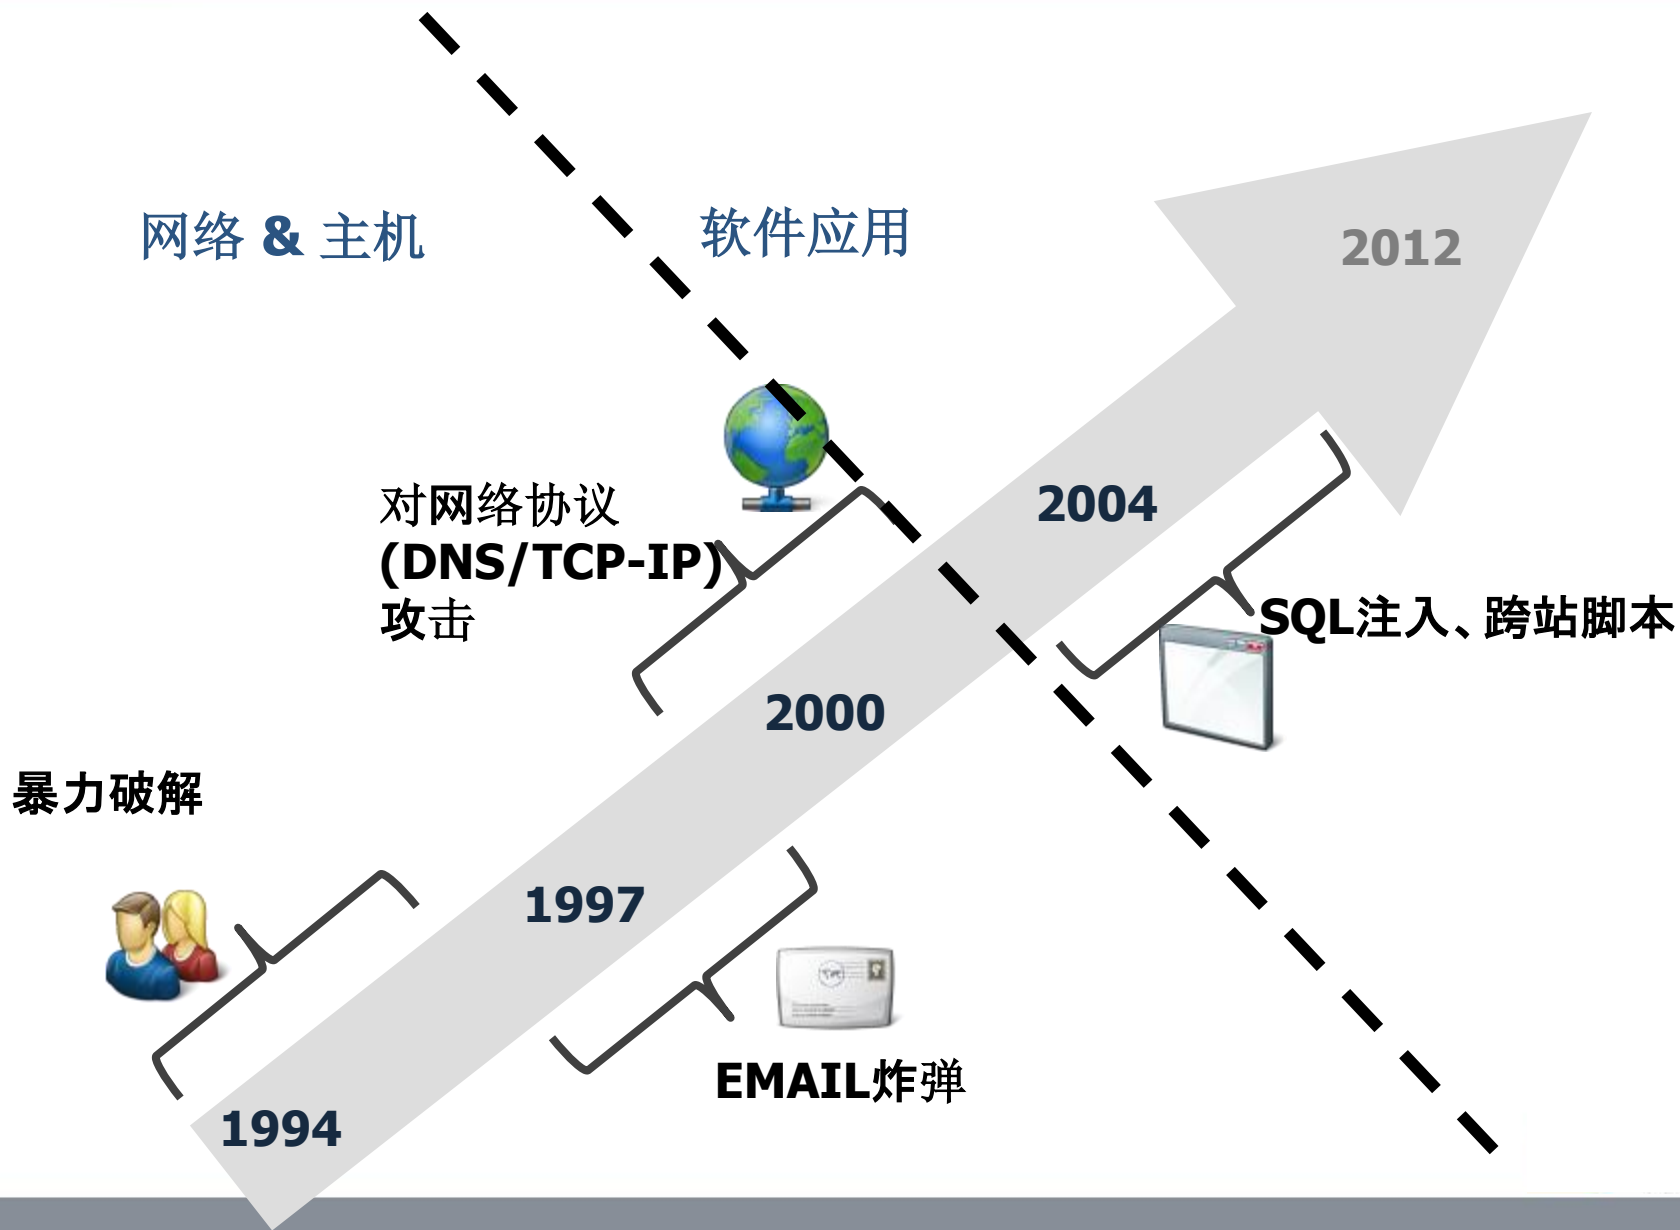 网络 & 主机
软件应用
2012
对网络协议
(DNS/TCP-IP)
攻击
2004
SQL注入、跨站脚本
2000
暴力破解
1997
EMAIL炸弹
1994